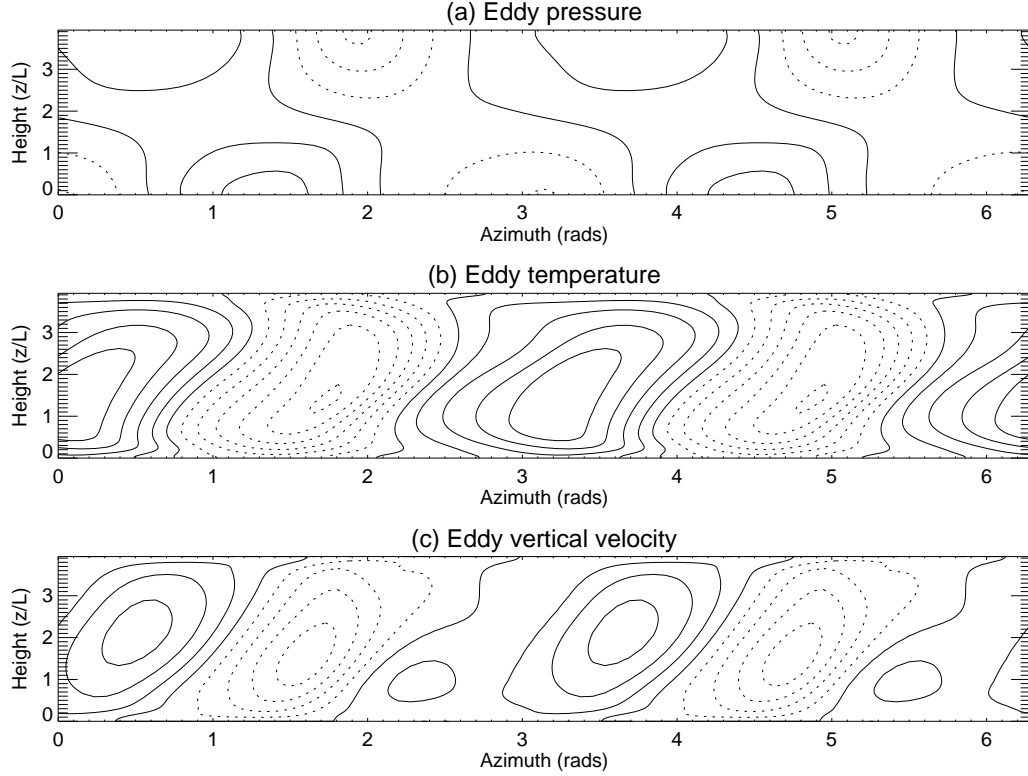 (a) Eddy pressure
Height (z/L)
3
2
1
0
0 1 2 3 4 5 6
Azimuth (rads)
(b) Eddy temperature
Height (z/L)
3
2
1
0
0 1 2 3 4 5 6
Azimuth (rads)
(c) Eddy vertical velocity
Height (z/L)
3
2
1
0
0 1 2 3 4 5 6
Azimuth (rads)